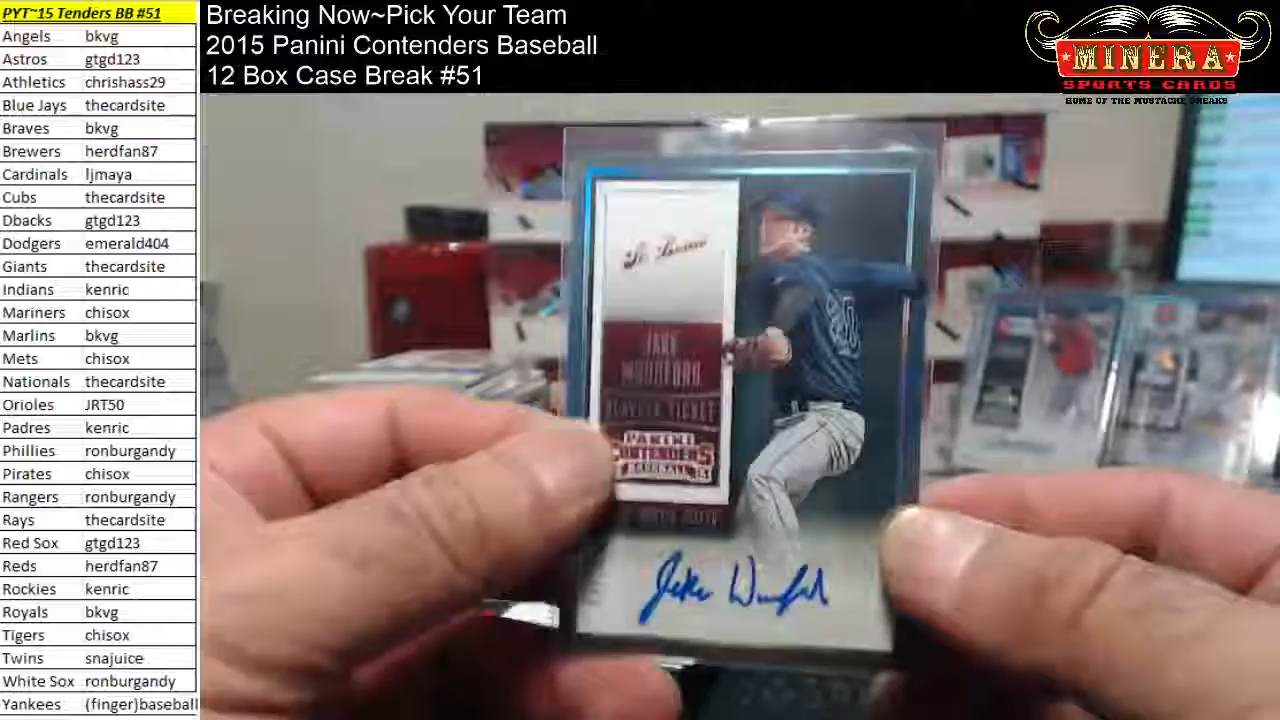 PYT~15 Tenders BB #51
Angels bkvg
Astros gtgd123
Athletics chrishass29
Blue Jays thecardsite
Braves bkvg
Brewers herdfan87
Cardinals ljmaya
Cubs thecardsite
Dbacks gtgd123
Dodgers emerald404
Giants thecardsite
Indians kenric
Mariners chisox
Marlins bkvg
Mets chisox
Nationals thecardsite
Orioles JRT50
Padres kenric
Phillies ronburgandy
Pirates chisox
Rangers ronburgandy
Rays thecardsite
Red Sox gtgd123
Reds herdfan87
Rockies kenric
Royals bkvg
Tigers chisox
Twins snajuice
White Sox ronburgandy
Yankees (finger)baseball
Breaking Now~Pick Your Team
2015 Panini Contenders Baseball
12 Box Case Break #51
MINERA
SPORTS CARDS
HOME OF THE MUSTACHE BREAKS
JAKE
WOODFORD
PLAYOFF TICKET
PANINI
CONTENDERS
BASEBALL